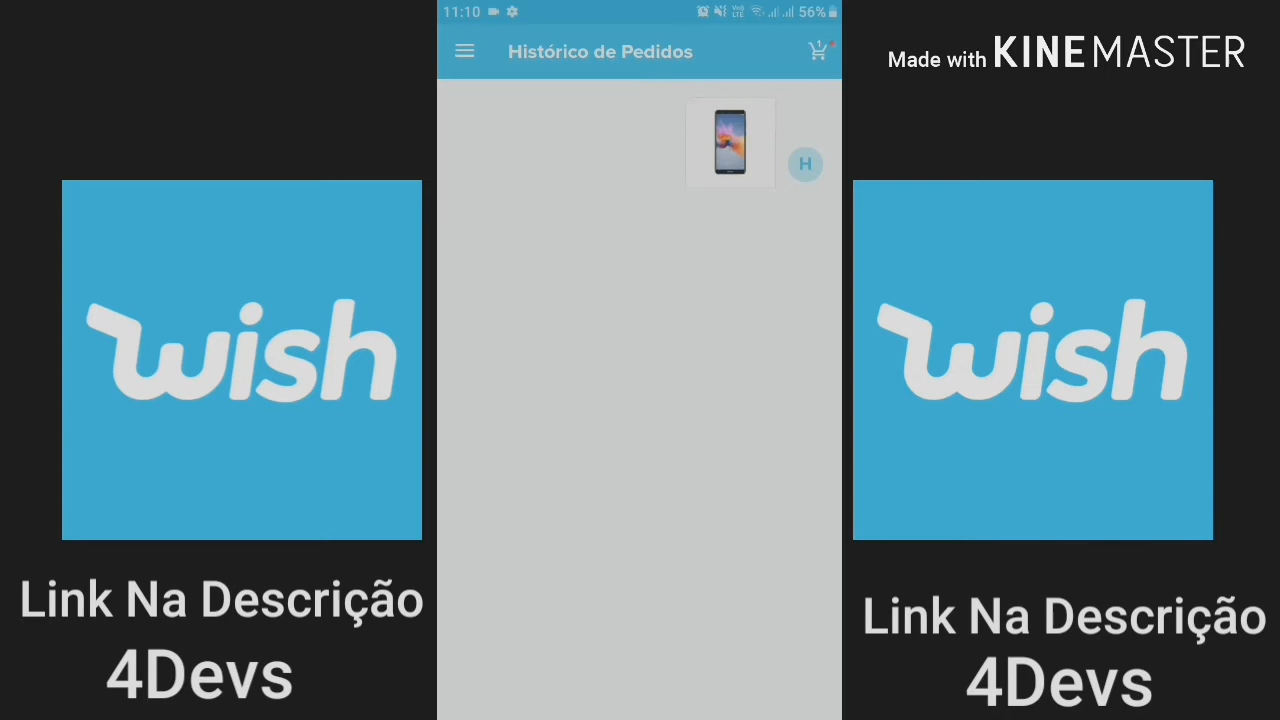 11:10
56%
Histórico de Pedidos
1
H
Made with KINEMASTER
wish
Link Na Descrição
4Devs
wish
Link Na Descrição
4Devs